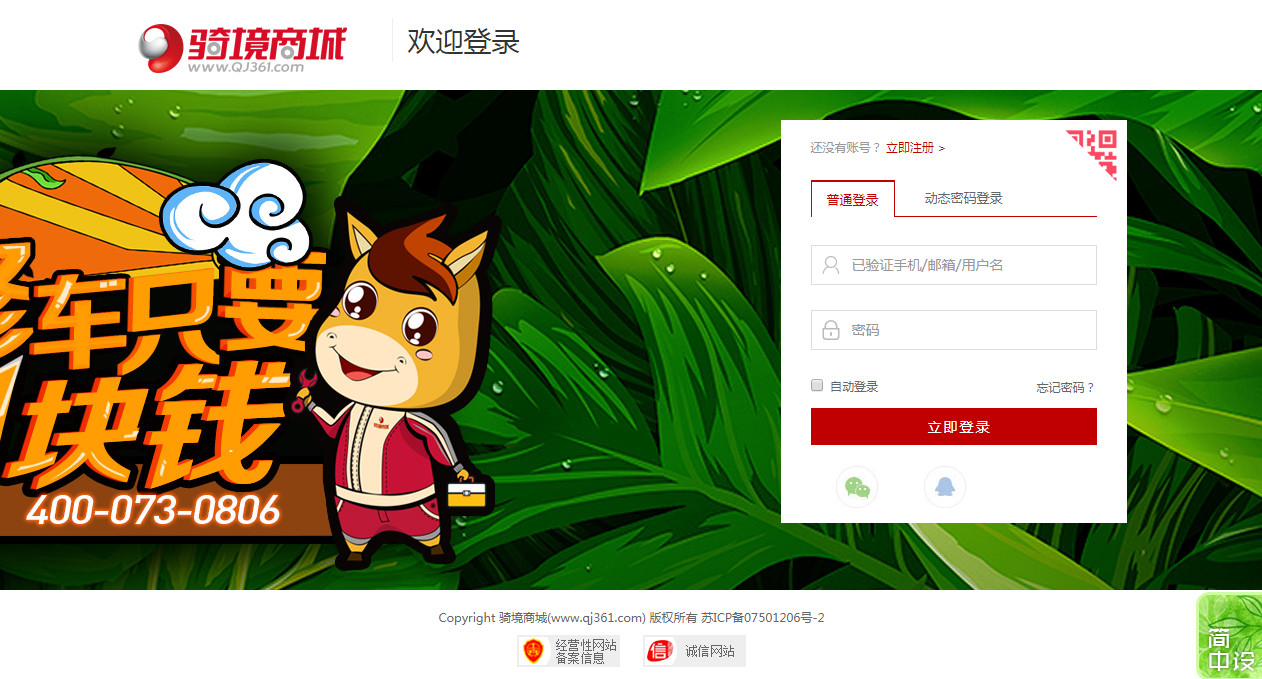 骑境商城
www.QJ361.com
欢迎登录
还没有账号？立即注册 >
普通登录
动态密码登录
已验证手机/邮箱/用户名
密码
自动登录
忘记密码？
立即登录
修车只要
1块钱
400-073-0806
Copyright 骑境商城(www.qj361.com) 版权所有 苏ICP备07501206号-2
经营性网站
备案信息
信
诚信网站
简
中设